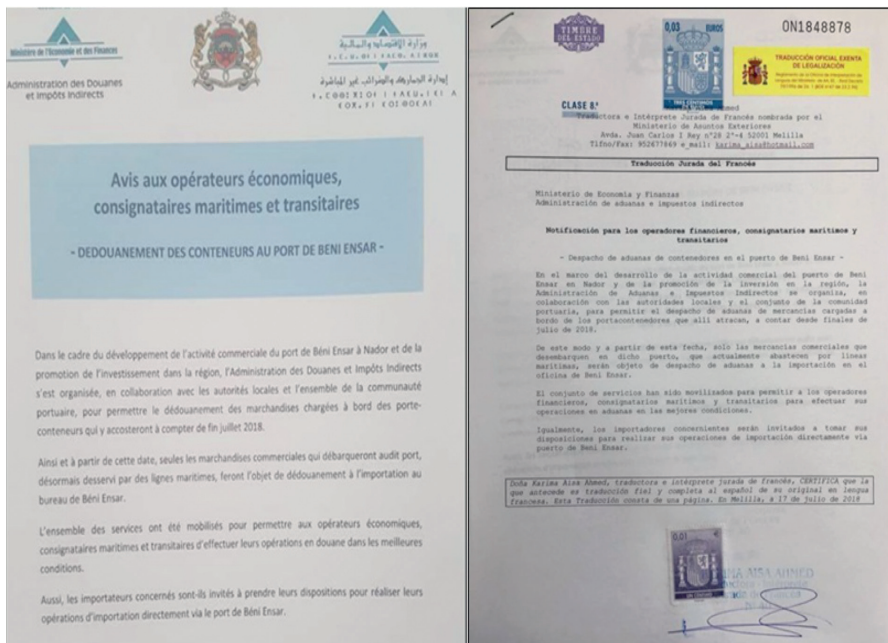 Ministère de l'Economie et des Finances
Administration des Douanes
et Impôts Indirects
وزارة الاقتصاد والمالية
إدارة الجمارك والضرائب غير المباشرة
Avis aux opérateurs économiques,
consignataires maritimes et transitaires
- DEDOUANEMENT DES CONTENEURS AU PORT DE BENI ENSAR -
Dans le cadre du développement de l'activité commerciale du port de Béni Ensar à Nador et de la
promotion de l'investissement dans la région, l'Administration des Douanes et Impôts Indirects
s'est organisée, en collaboration avec les autorités locales et l'ensemble de la communauté
portuaire, pour permettre le dédouanement des marchandises chargées à bord des porte-
conteneurs qui y accosteront à compter de fin juillet 2018.
Ainsi et à partir de cette date, seules les marchandises commerciales qui débarqueront audit port,
désormais desservi par des lignes maritimes, feront l'objet de dédouanement à l'importation au
bureau de Béni Ensar.
L'ensemble des services ont été mobilisés pour permettre aux opérateurs économiques,
consignataires maritimes et transitaires d'effectuer leurs opérations en douane dans les meilleures
conditions.
Aussi, les importateurs concernés sont-ils invités à prendre leurs dispositions pour réaliser leurs
opérations d'importation directement via le port de Béni Ensar.
TIMBRE
DEL ESTADO
0,03 EUROS
TRES CÉNTIMOS
0N1848878
TRADUCCIÓN OFICIAL EXENTA
DE LEGALIZACIÓN
CLASE 8.ª
Traductora e Intérprete Jurada de Francés nombrada por el
Ministerio de Asuntos Exteriores
Avda. Juan Carlos I Rey nº28 2º-4 52001 Melilla
Tlfno/Fax: 952677869 e_mail: karima_aisa@hotmail.com
Traducción Jurada del Francés
Ministerio de Economía y Finanzas
Administración de aduanas e impuestos indirectos
Notificación para los operadores financieros, consignatarios marítimos y
transitarios
- Despacho de aduanas de contenedores en el puerto de Beni Ensar -
En el marco del desarrollo de la actividad comercial del puerto de Beni
Ensar en Nador y de la promoción de la inversión en la región, la
Administración de Aduanas e Impuestos Indirectos se organiza, en
colaboración con las autoridades locales y el conjunto de la comunidad
portuaria, para permitir el despacho de aduanas de mercancías cargadas a
bordo de los portacontenedores que allí atracan, a contar desde finales de
julio de 2018.
De este modo y a partir de esta fecha, solo las mercancías comerciales que
desembarquen en dicho puerto, que actualmente abastecen por líneas
marítimas, serán objeto de despacho de aduanas a la importación en el
oficina de Beni Ensar.
El conjunto de servicios han sido movilizados para permitir a los operadores
financieros, consignatarios marítimos y transitarios para efectuar sus
operaciones en aduanas en las mejores condiciones.
Igualmente, los importadores concernientes serán invitados a tomar sus
disposiciones para realizar sus operaciones de importación directamente vía
puerto de Beni Ensar.
Doña Karima Aisa Ahmed, traductora e intérprete jurada de francés, CERTIFICA que la
que antecede es traducción fiel y completa al español de su original en lengua
francesa. Esta Traducción consta de una página. En Melilla, a 17 de julio de 2018
0,01 €
AISA AHMED